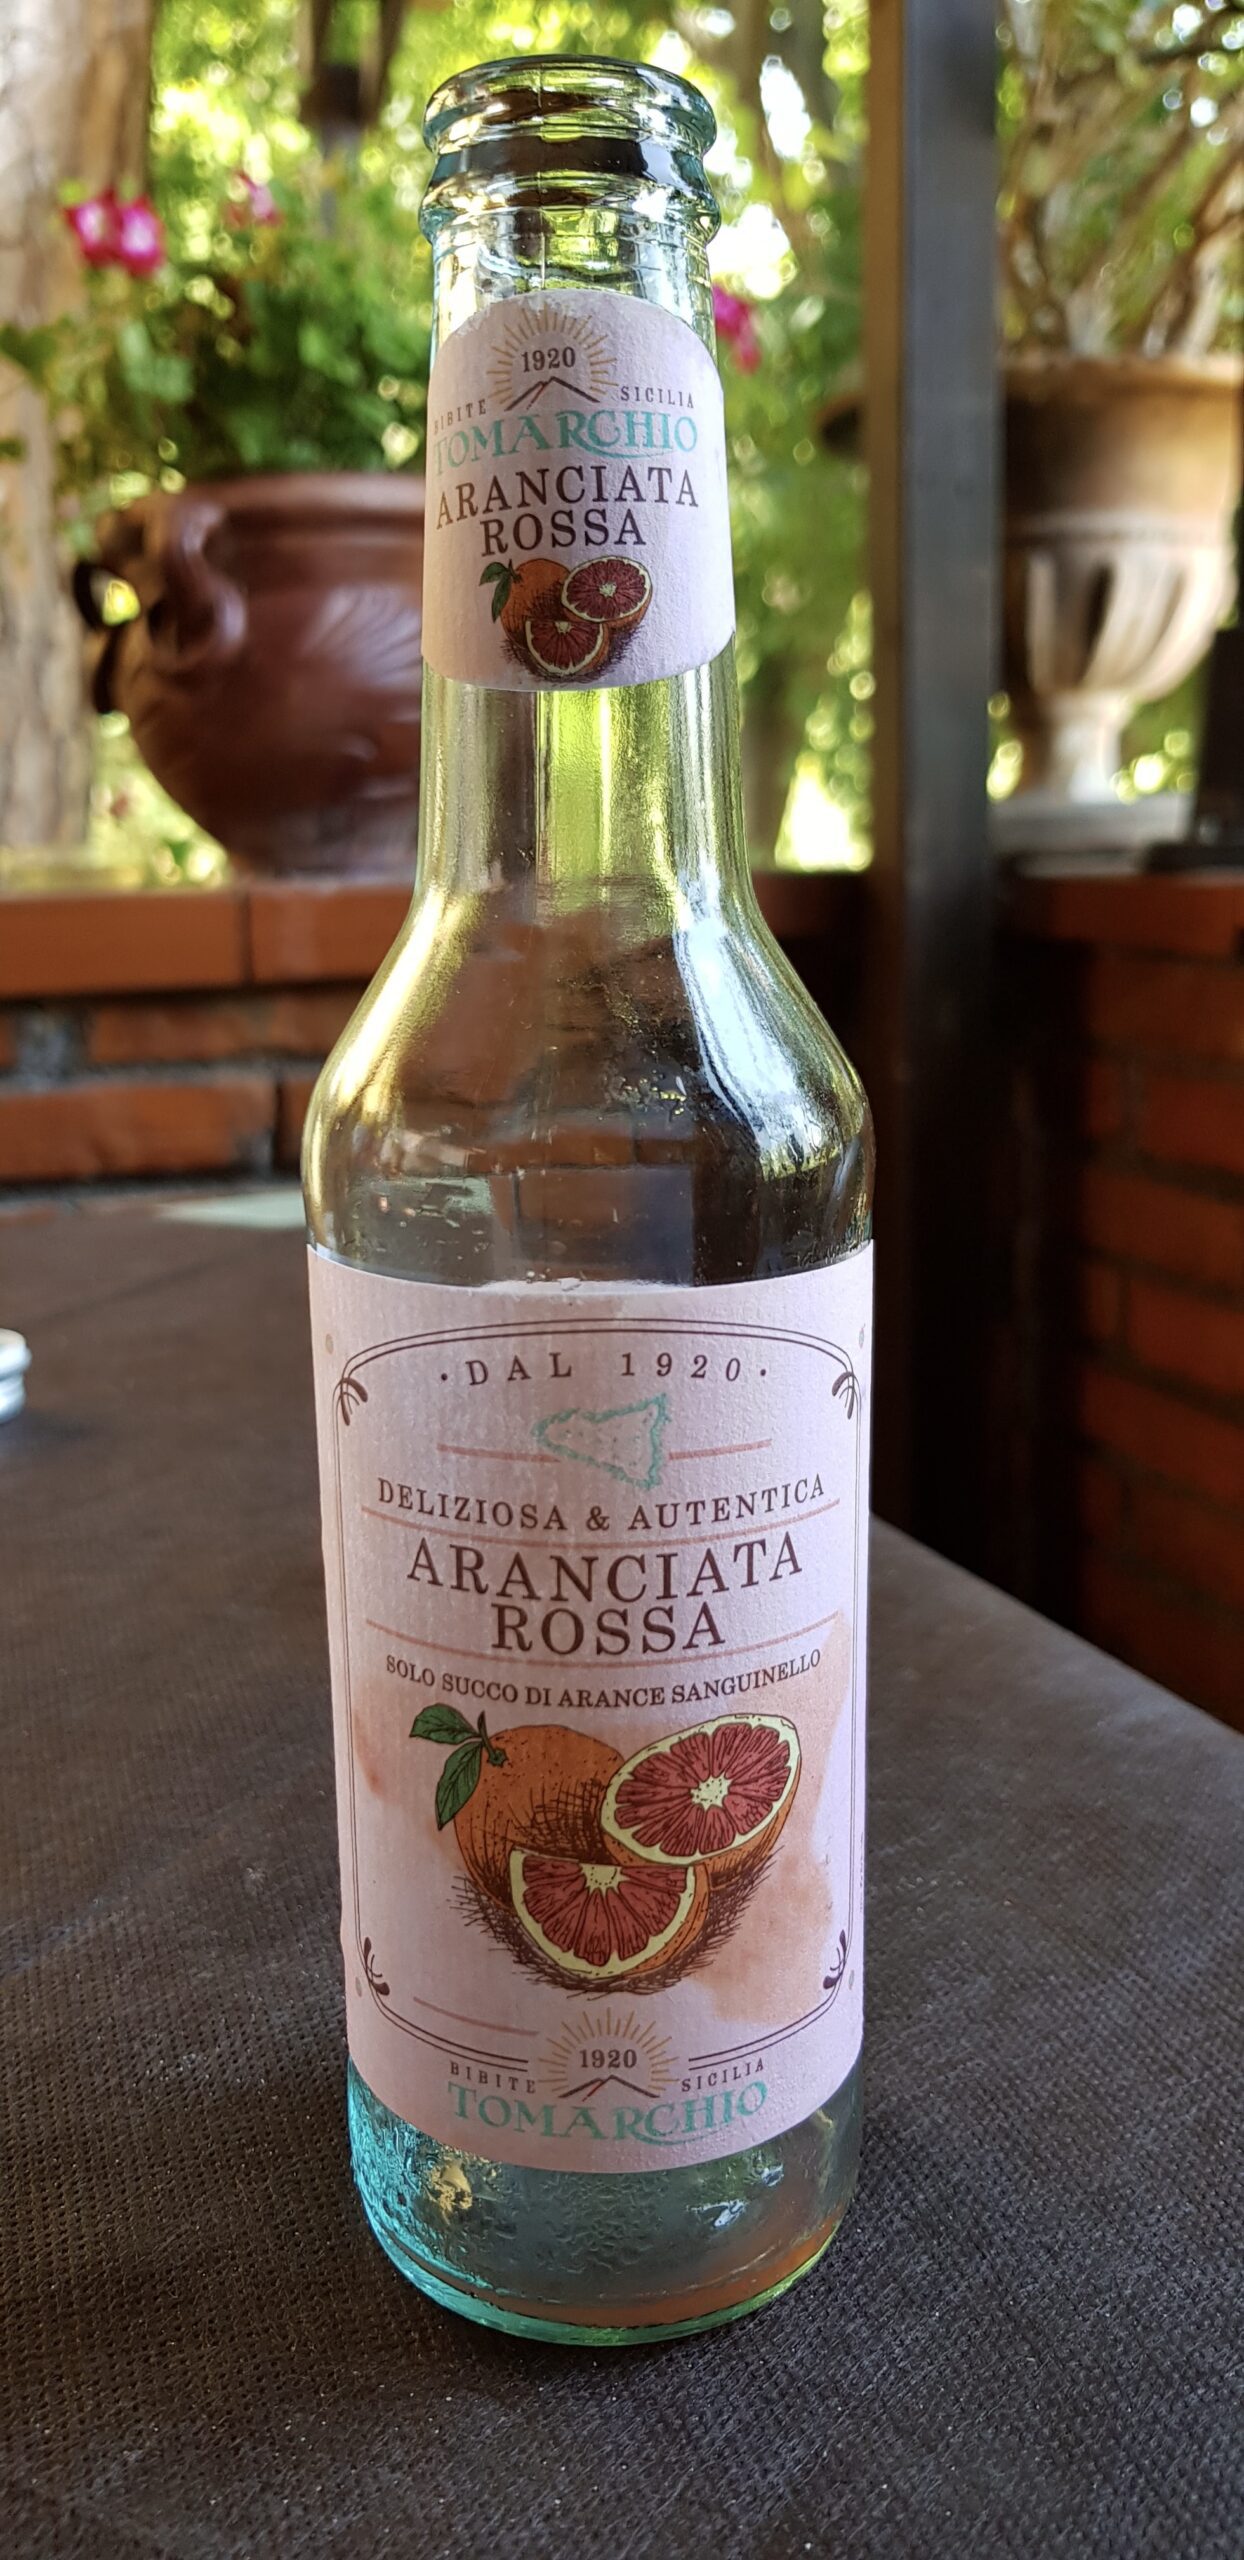 1920
BIBITE SICILIA
TOMARCHIO
ARANCIATA
ROSSA
· DAL 1920 ·
DELIZIOSA & AUTENTICA
ARANCIATA
ROSSA
SOLO SUCCO DI ARANCE SANGUINELLO
1920
BIBITE SICILIA
TOMARCHIO